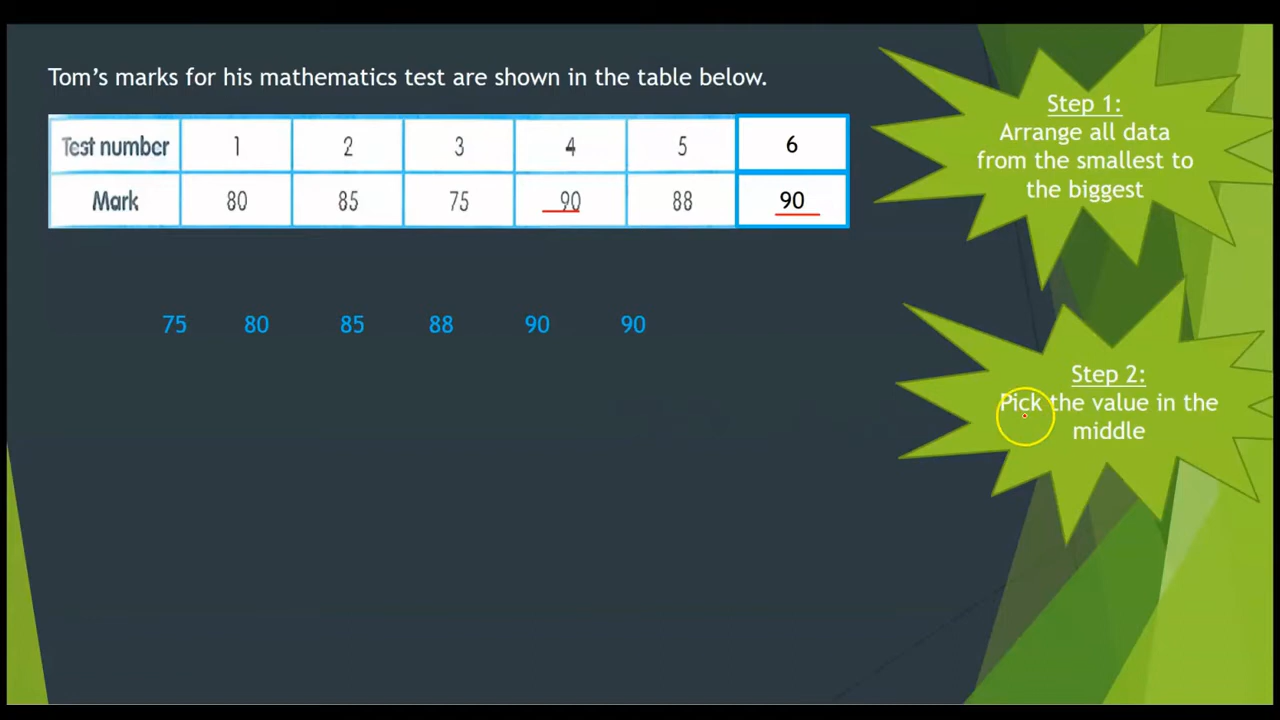 Tom's marks for his mathematics test are shown in the table below.
Test number 1 2 3 4 5 6
Mark 80 85 75 90 88 90
75 80 85 88 90 90
Step 1:
Arrange all data
from the smallest to
the biggest
Step 2:
Pick the value in the
middle